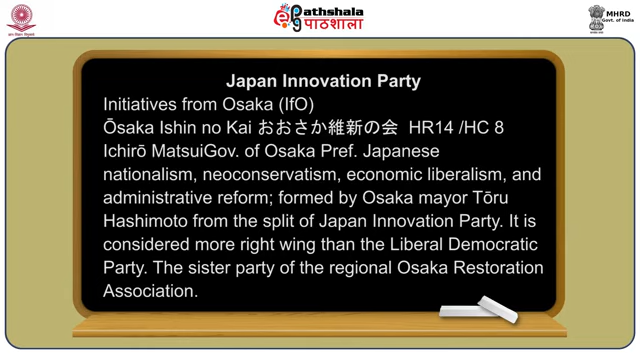 Pathshala
पाठशाला
MHRD
Govt. of India
Japan Innovation Party
Initiatives from Osaka (IfO)
Ōsaka Ishin no Kai おおさか維新の会 HR14 /HC 8
Ichirō MatsuiGov. of Osaka Pref. Japanese
nationalism, neoconservatism, economic liberalism, and
administrative reform; formed by Osaka mayor Tōru
Hashimoto from the split of Japan Innovation Party. It is
considered more right wing than the Liberal Democratic
Party. The sister party of the regional Osaka Restoration
Association.